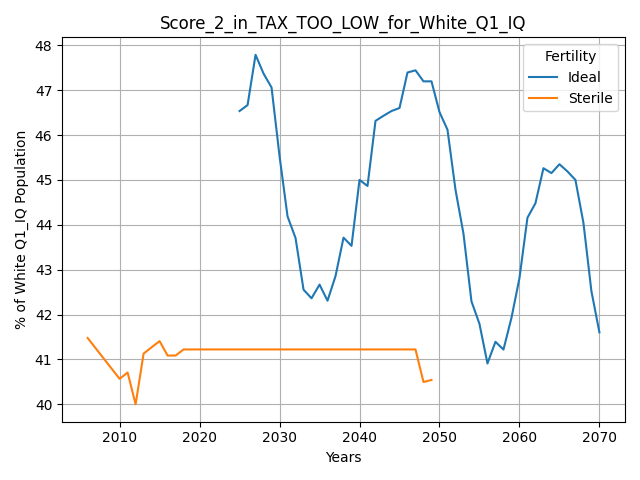 Score_2_in_TAX_TOO_LOW_for_White_Q1_IQ
% of White Q1_IQ Population
48
47
46
45
44
43
42
41
40
Fertility
Ideal
Sterile
2010 2020 2030 2040 2050 2060 2070
Years